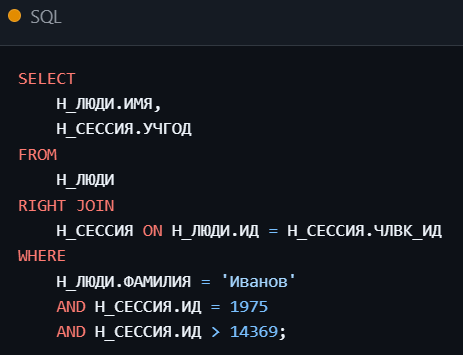 SQL
SELECT
    Н_ЛЮДИ.ИМЯ,
    Н_СЕССИЯ.УЧГОД
FROM
    Н_ЛЮДИ
RIGHT JOIN
    Н_СЕССИЯ ON Н_ЛЮДИ.ИД = Н_СЕССИЯ.ЧЛВК_ИД
WHERE
    Н_ЛЮДИ.ФАМИЛИЯ = 'Иванов'
    AND Н_СЕССИЯ.ИД = 1975
    AND Н_СЕССИЯ.ИД > 14369;